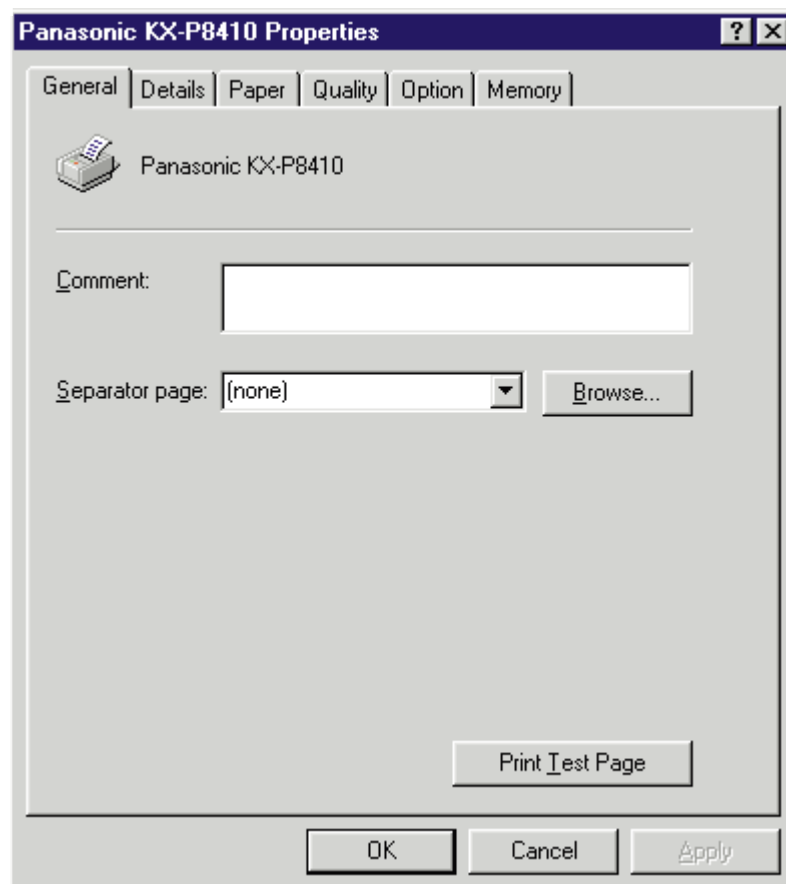 Panasonic KX-P8410 Properties ? X
General Details Paper Quality Option Memory
Panasonic KX-P8410
Comment:
Separator page: (none) Browse...
Print Test Page
OK Cancel Apply